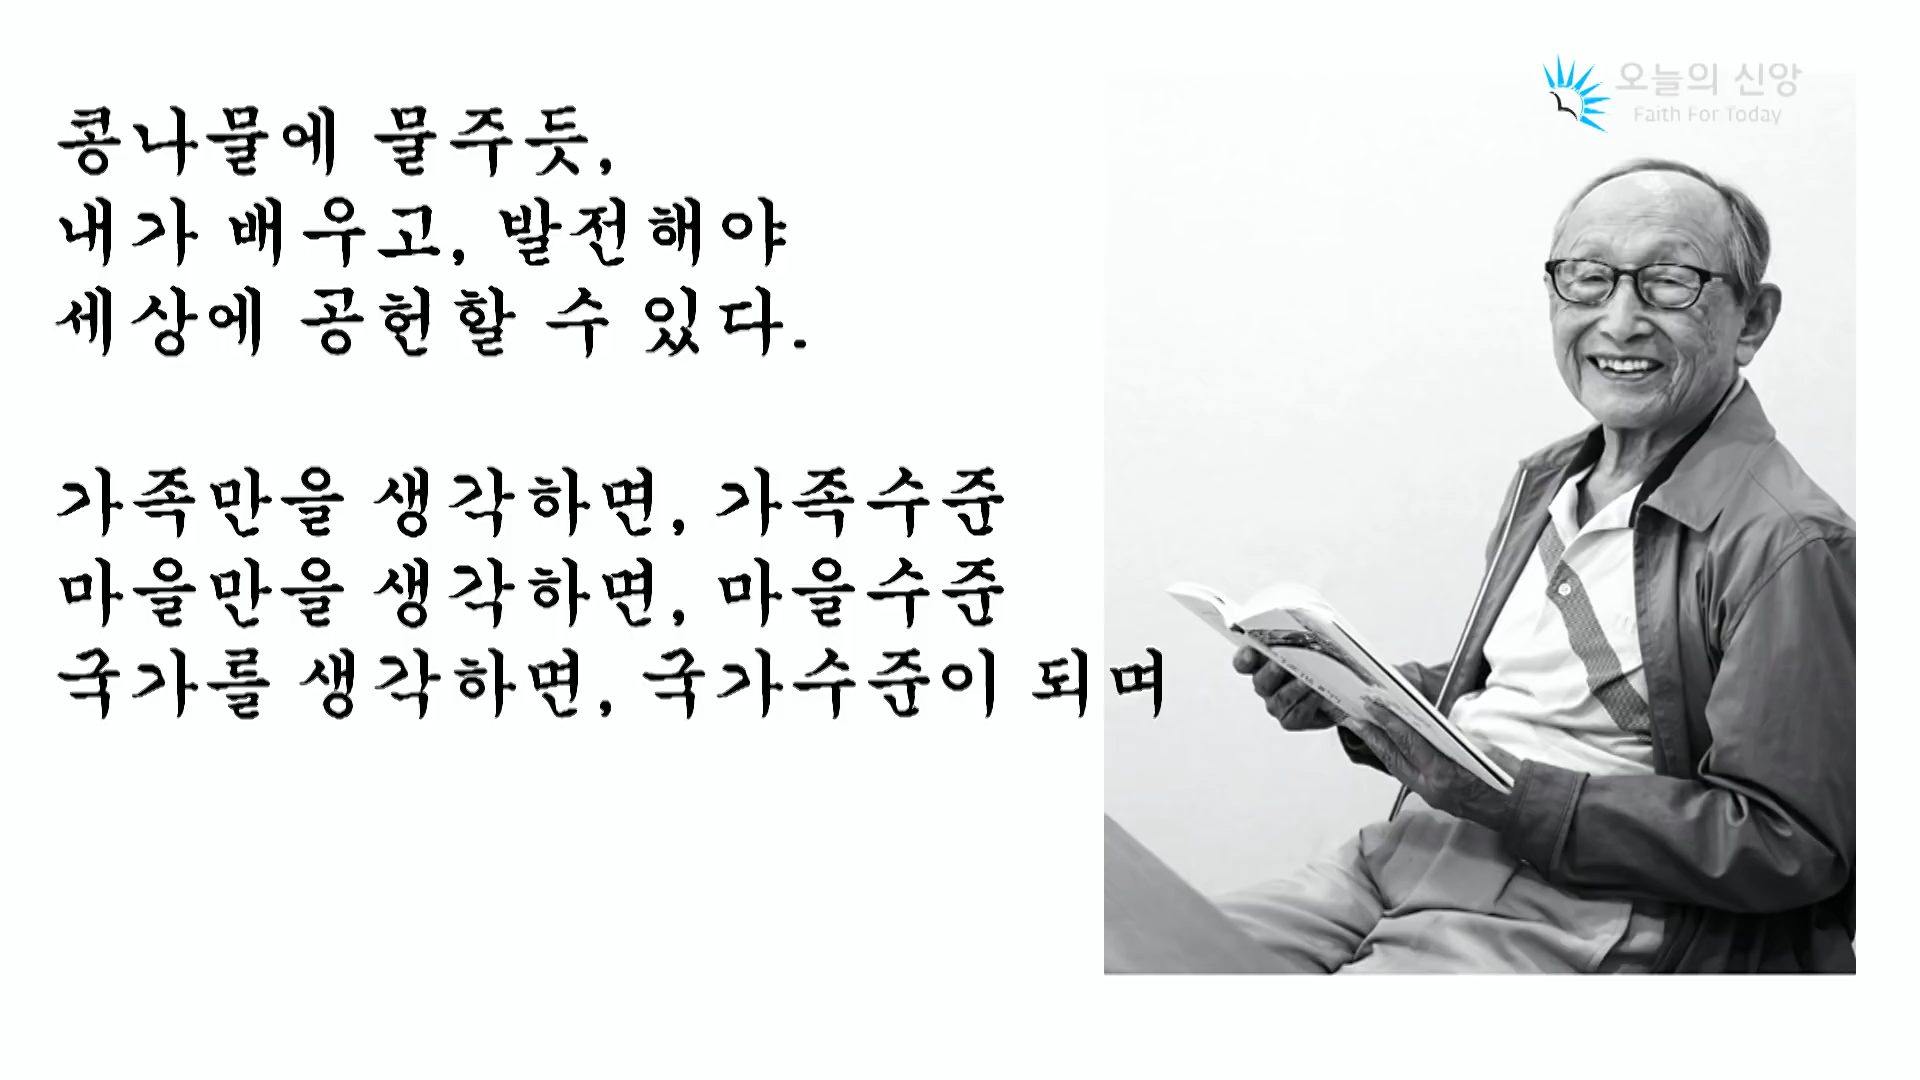 오늘의 신앙
Faith For Today
콩나물에 물주듯,
내가 배우고, 발전해야
세상에 공헌할 수 있다.
가족만을 생각하면, 가족수준
마을만을 생각하면, 마을수준
국가를 생각하면, 국가수준이 되며